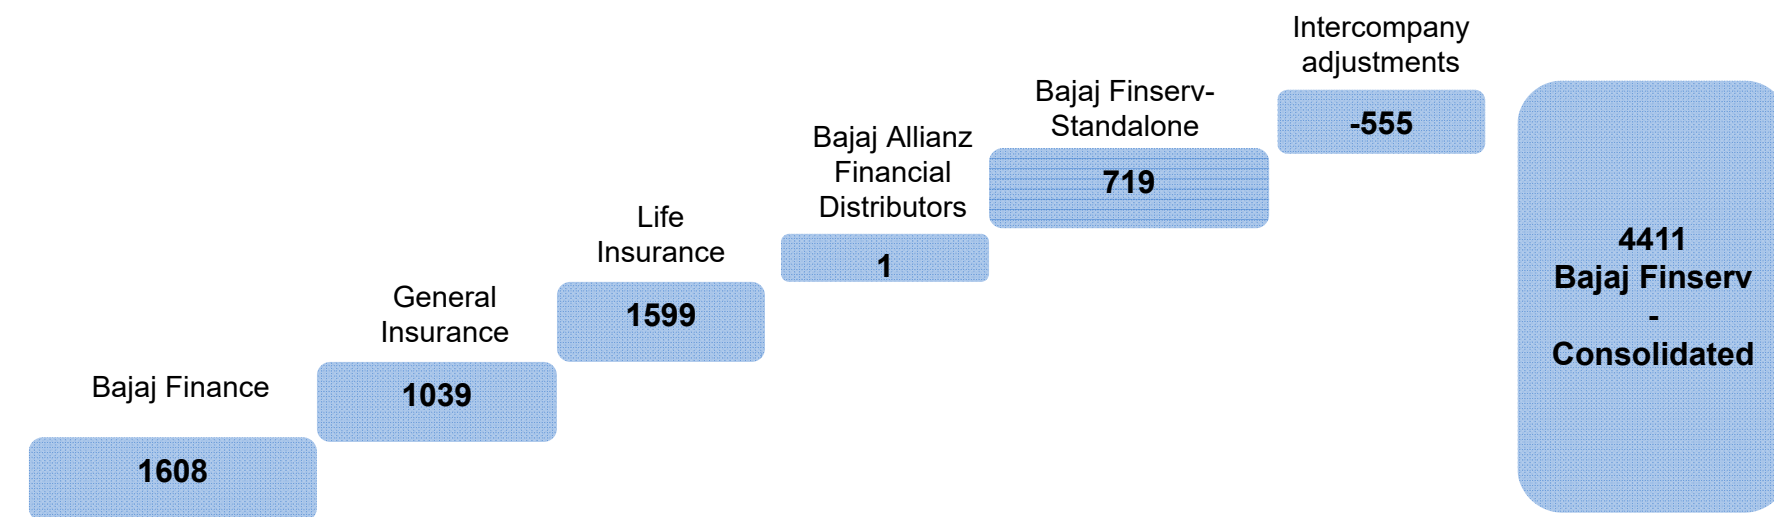 Bajaj Finance
1608
General
Insurance
1039
Life
Insurance
1599
Bajaj Allianz
Financial
Distributors
1
Bajaj Finserv-
Standalone
719
Intercompany
adjustments
-555
4411
Bajaj Finserv
-
Consolidated